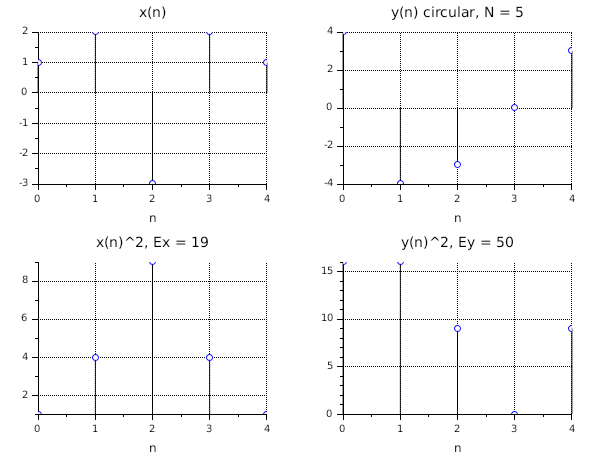 x(n)
2
1
0
-1
-2
-3
0 1 2 3 4
n
y(n) circular, N = 5
4
2
0
-2
-4
0 1 2 3 4
n
x(n)^2, Ex = 19
8
6
4
2
0 1 2 3 4
n
y(n)^2, Ey = 50
15
10
5
0
0 1 2 3 4
n